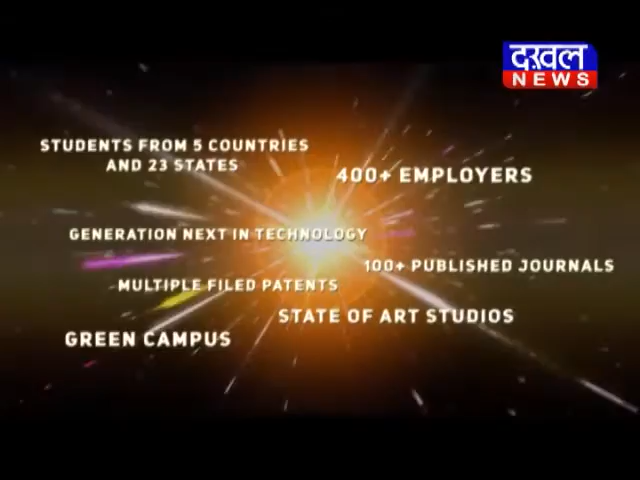 दख़ल
NEWS
STUDENTS FROM 5 COUNTRIES
AND 23 STATES
400+ EMPLOYERS
GENERATION NEXT IN TECHNOLOGY
100+ PUBLISHED JOURNALS
MULTIPLE FILED PATENTS
STATE OF ART STUDIOS
GREEN CAMPUS